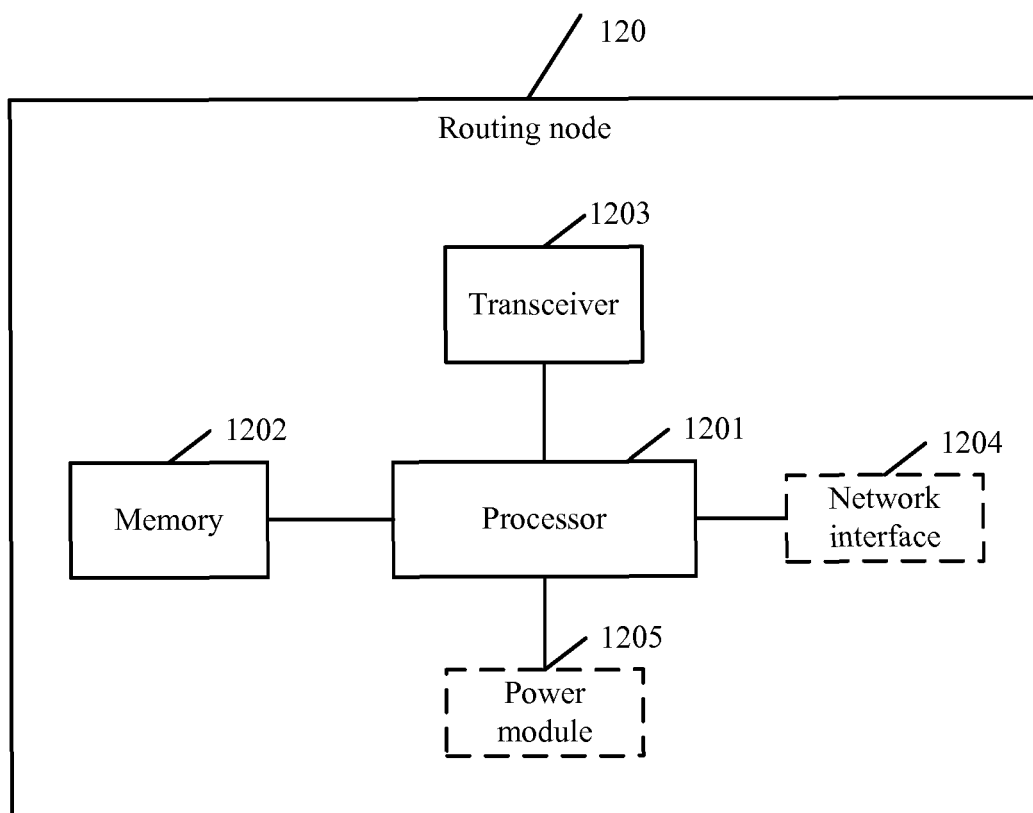 120
Routing node
1203
Transceiver
1202
1201
1204
Memory
Processor
Network
interface
1205
Power
module